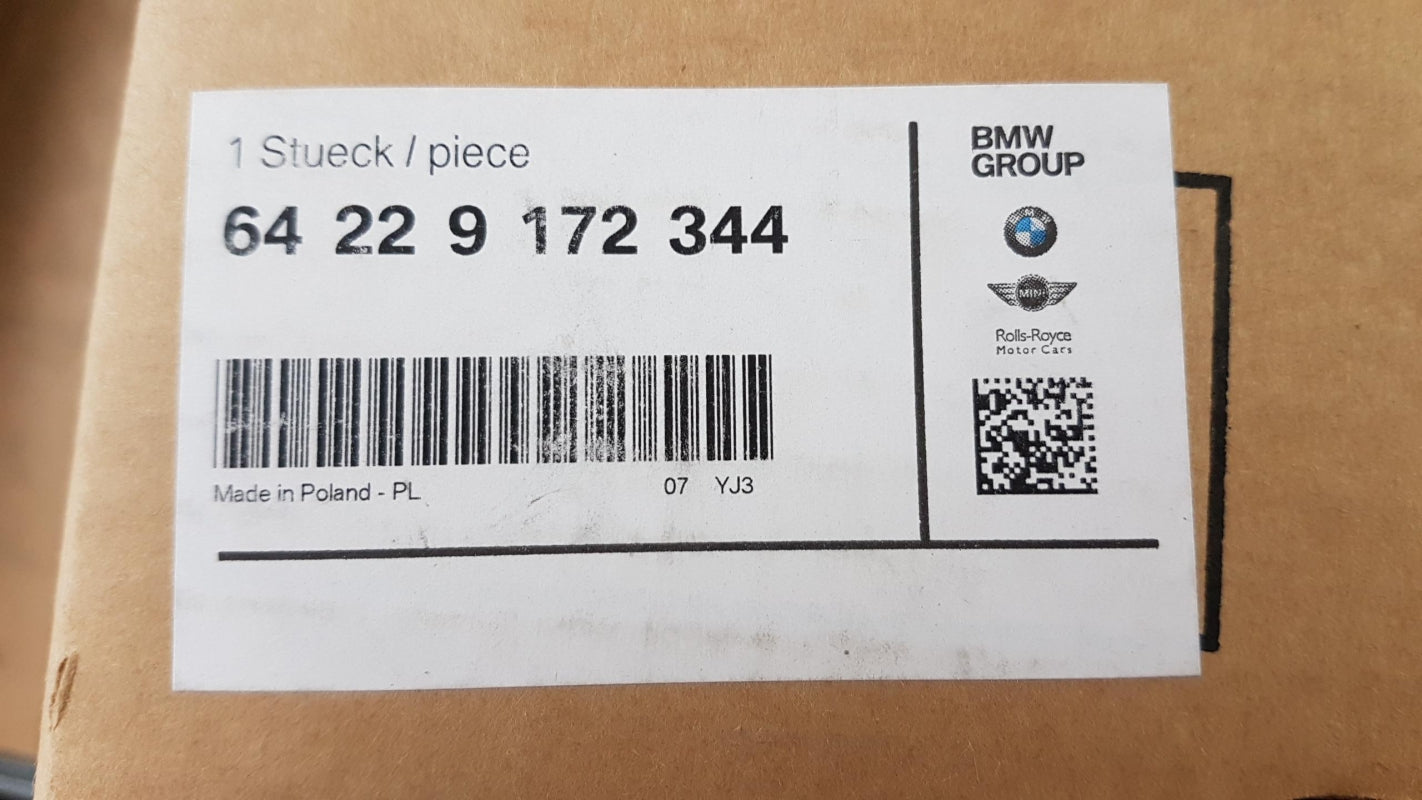 1 Stueck / piece
64 22 9 172 344
Made in Poland - PL
07 YJ3
BMW
GROUP
BMW
MINI
Rolls-Royce
Motor Cars